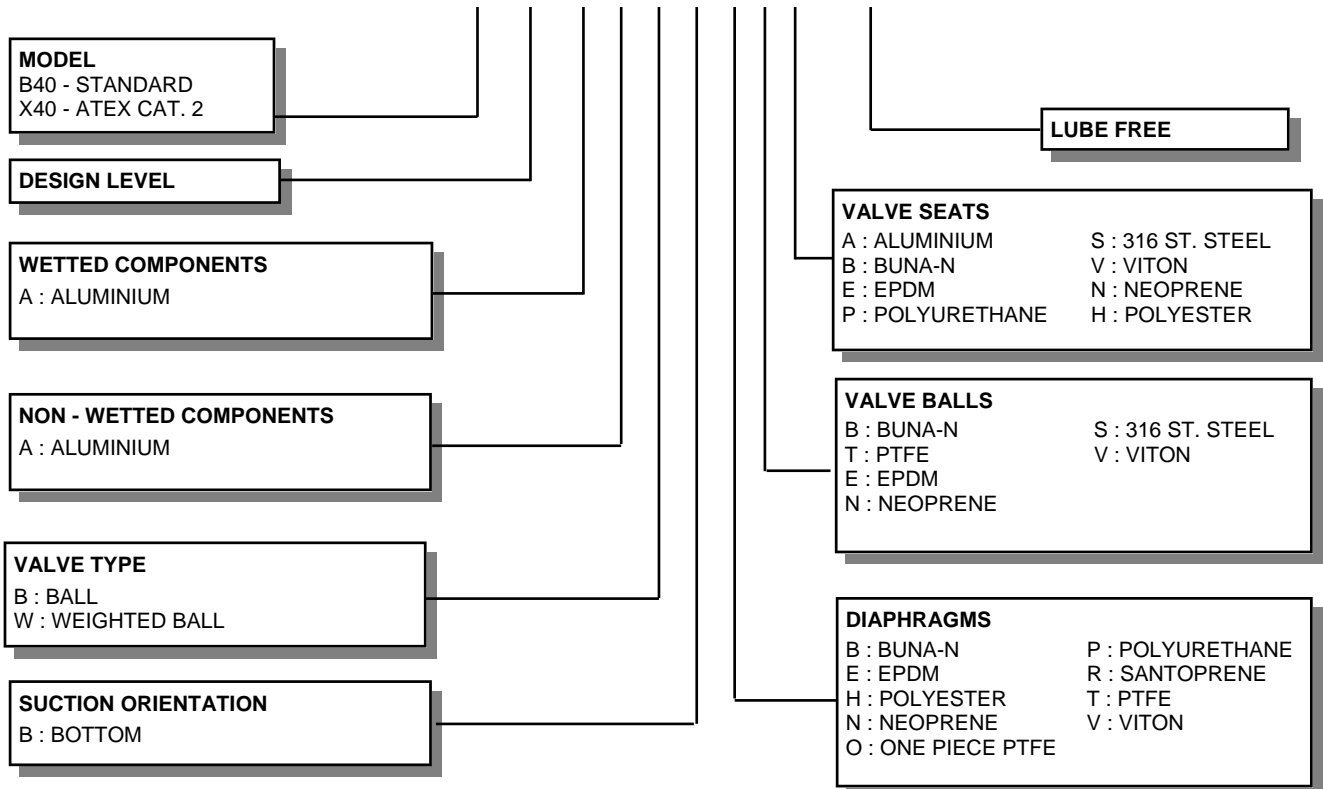 MODEL
B40 - STANDARD
X40 - ATEX CAT. 2
DESIGN LEVEL
WETTED COMPONENTS
A : ALUMINIUM
NON - WETTED COMPONENTS
A : ALUMINIUM
VALVE TYPE
B : BALL
W : WEIGHTED BALL
SUCTION ORIENTATION
B : BOTTOM
LUBE FREE
VALVE SEATS
A : ALUMINIUM S : 316 ST. STEEL
B : BUNA-N V : VITON
E : EPDM N : NEOPRENE
P : POLYURETHANE H : POLYESTER
VALVE BALLS
B : BUNA-N S : 316 ST. STEEL
T : PTFE V : VITON
E : EPDM
N : NEOPRENE
DIAPHRAGMS
B : BUNA-N P : POLYURETHANE
E : EPDM R : SANTOPRENE
H : POLYESTER T : PTFE
N : NEOPRENE V : VITON
O : ONE PIECE PTFE